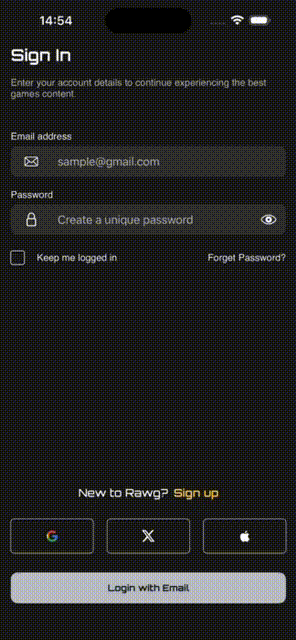 14:54
Sign In
Enter your account details to continue experiencing the best
games content.
Email address
sample@gmail.com
Password
Create a unique password
Keep me logged in
Forget Password?
New to Rawg? Sign up
Login with Email